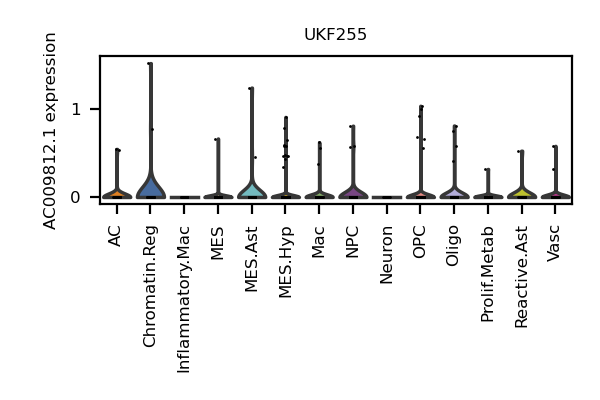 UKF255
AC009812.1 expression
1
0
AC
Chromatin.Reg
Inflammatory.Mac
MES
MES.Ast
MES.Hyp
Mac
NPC
Neuron
OPC
Oligo
Prolif.Metab
Reactive.Ast
Vasc